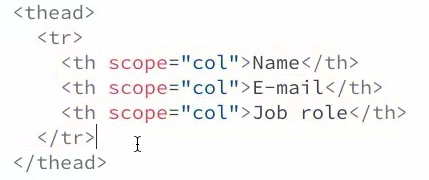 <thead>
<tr>
<th scope="col">Name</th>
<th scope="col">E-mail</th>
<th scope="col">Job role</th>
</tr>
</thead>